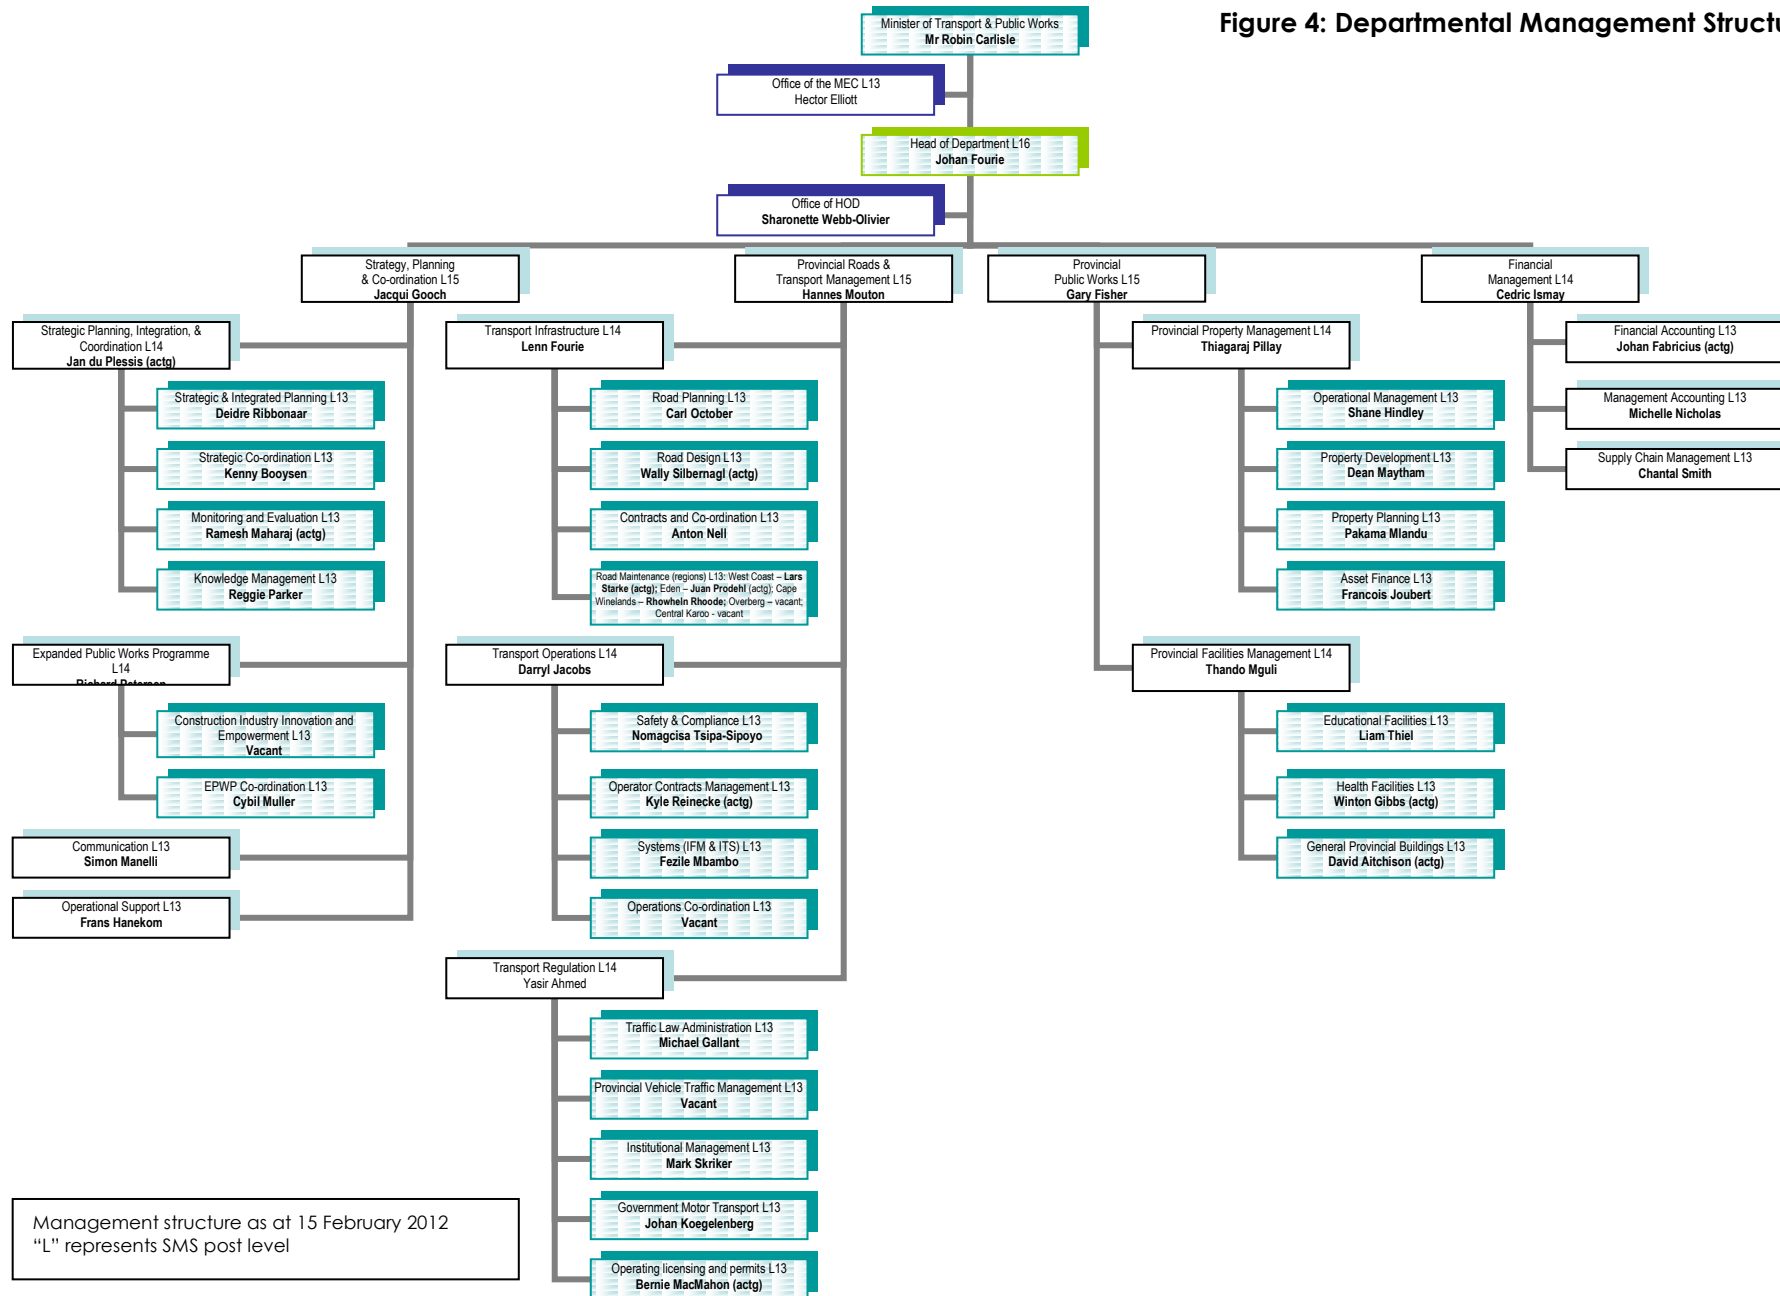 Figure 4: Departmental Management Structu
Minister of Transport & Public Works
Mr Robin Carlisle
Office of the MEC L13
Hector Elliott
Head of Department L16
Johan Fourie
Office of HOD
Sharonette Webb-Olivier
Strategy, Planning
& Co-ordination L15
Jacqui Gooch
Provincial Roads &
Transport Management L15
Hannes Mouton
Provincial
Public Works L15
Gary Fisher
Financial
Management L14
Cedric Ismay
Strategic Planning, Integration, &
Coordination L14
Jan du Plessis (actg)
Strategic & Integrated Planning L13
Deidre Ribbonaar
Strategic Co-ordination L13
Kenny Booysen
Monitoring and Evaluation L13
Ramesh Maharaj (actg)
Knowledge Management L13
Reggie Parker
Expanded Public Works Programme
L14
Richard Petersen
Construction Industry Innovation and
Empowerment L13
Vacant
EPWP Co-ordination L13
Cybil Muller
Communication L13
Simon Manelli
Operational Support L13
Frans Hanekom
Transport Infrastructure L14
Lenn Fourie
Road Planning L13
Carl October
Road Design L13
Wally Silbernagl (actg)
Contracts and Co-ordination L13
Anton Nell
Road Maintenance (regions) L13: West Coast – Lars
Starke (actg); Eden – Juan Prodehl (actg); Cape
Winelands – Rhowhein Rhoode; Overberg – vacant;
Central Karoo - vacant
Transport Operations L14
Darryl Jacobs
Safety & Compliance L13
Nomagcisa Tsipa-Sipoyo
Operator Contracts Management L13
Kyle Reinecke (actg)
Systems (IFM & ITS) L13
Fezile Mbambo
Operations Co-ordination L13
Vacant
Transport Regulation L14
Yasir Ahmed
Traffic Law Administration L13
Michael Gallant
Provincial Vehicle Traffic Management L13
Vacant
Institutional Management L13
Mark Skriker
Government Motor Transport L13
Johan Koegelenberg
Operating licensing and permits L13
Bernie MacMahon (actg)
Provincial Property Management L14
Thiagaraj Pillay
Operational Management L13
Shane Hindley
Property Development L13
Dean Maytham
Property Planning L13
Pakama Mlandu
Asset Finance L13
Francois Joubert
Provincial Facilities Management L14
Thando Mguli
Educational Facilities L13
Liam Thiel
Health Facilities L13
Winton Gibbs (actg)
General Provincial Buildings L13
David Aitchison (actg)
Financial Accounting L13
Johan Fabricius (actg)
Management Accounting L13
Michelle Nicholas
Supply Chain Management L13
Chantal Smith
Management structure as at 15 February 2012
“L” represents SMS post level